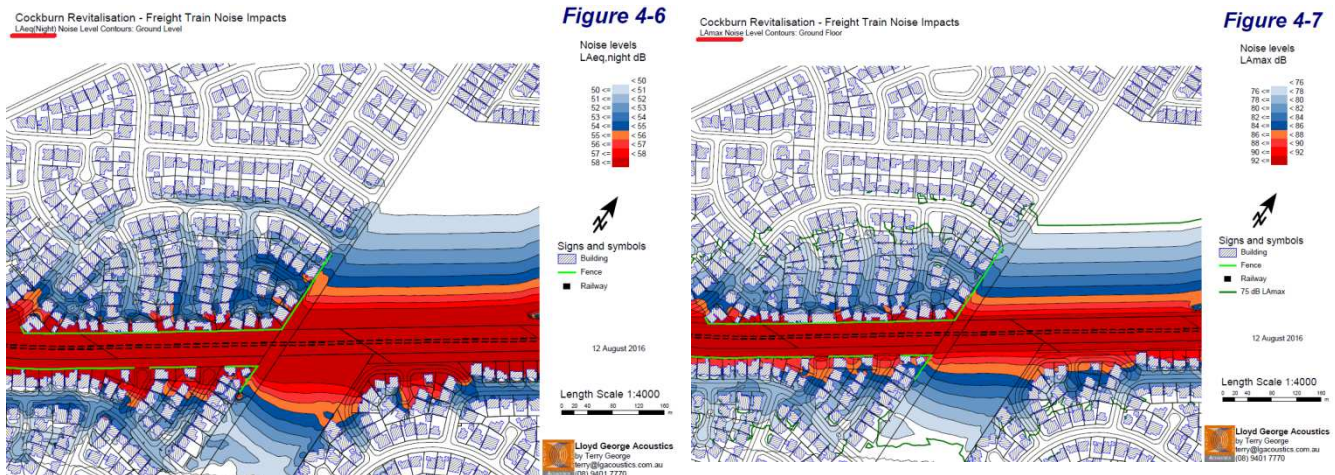 Cockburn Revitalisation - Freight Train Noise Impacts
LAeq(Night) Noise Level Contours: Ground Level
Figure 4-6
Noise levels
LAeq.night dB
< 50
50 <= < 51
51 <= < 52
52 <= < 53
53 <= < 54
54 <= < 55
55 <= < 56
56 <= < 57
57 <= < 58
58 <=
N
Signs and symbols
Building
Fence
Railway
12 August 2016
Length Scale 1:4000
0 20 40 80 120 160
m
Lloyd George Acoustics
by Terry George
terry@lgacoustics.com.au
(08) 9401 7770
Cockburn Revitalisation - Freight Train Noise Impacts
LAmax Noise Level Contours: Ground Floor
Figure 4-7
Noise levels
LAmax dB
< 76
76 <= < 78
78 <= < 80
80 <= < 82
82 <= < 84
84 <= < 86
86 <= < 88
88 <= < 90
90 <= < 92
92 <=
N
Signs and symbols
Building
Fence
Railway
75 dB LAmax
12 August 2016
Length Scale 1:4000
0 20 40 80 120 160
m
Lloyd George Acoustics
by Terry George
terry@lgacoustics.com.au
(08) 9401 7770